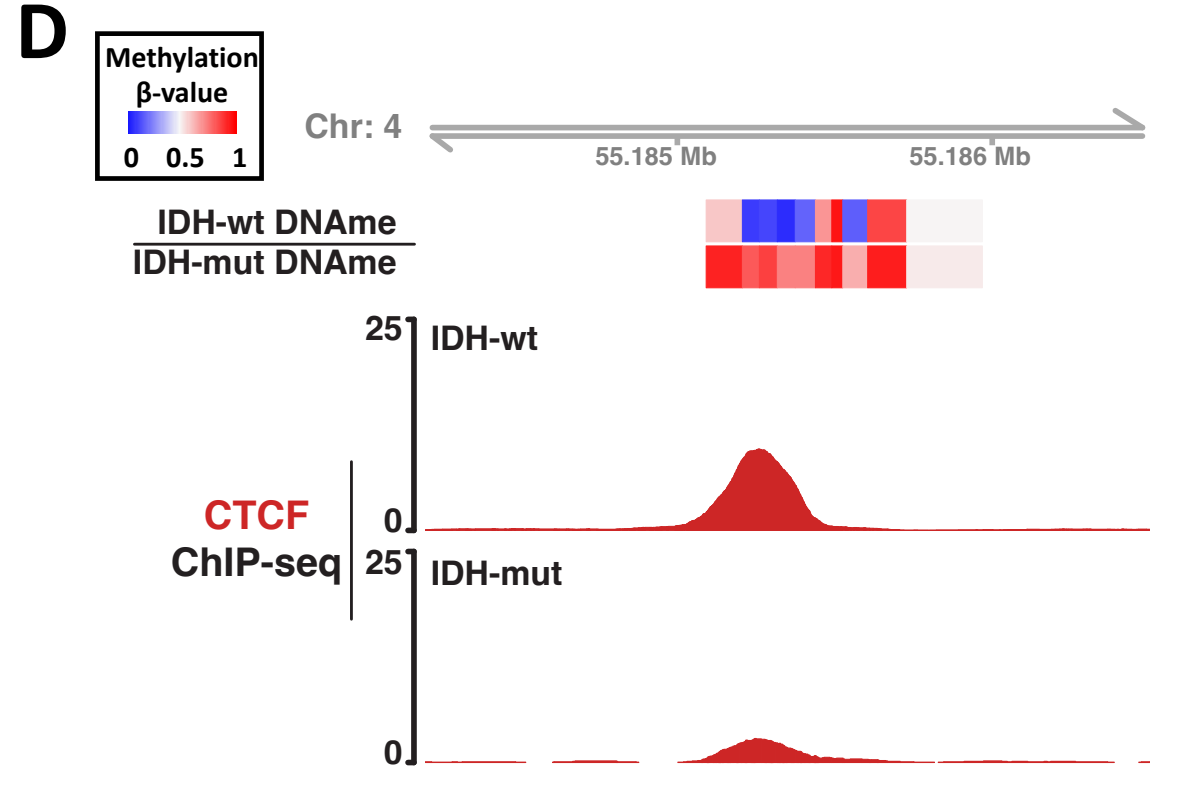 D
Methylation
β-value
0 0.5 1
Chr: 4
55.185 Mb 55.186 Mb
IDH-wt DNAme
IDH-mut DNAme
25
IDH-wt
0
CTCF
ChIP-seq
25
IDH-mut
0